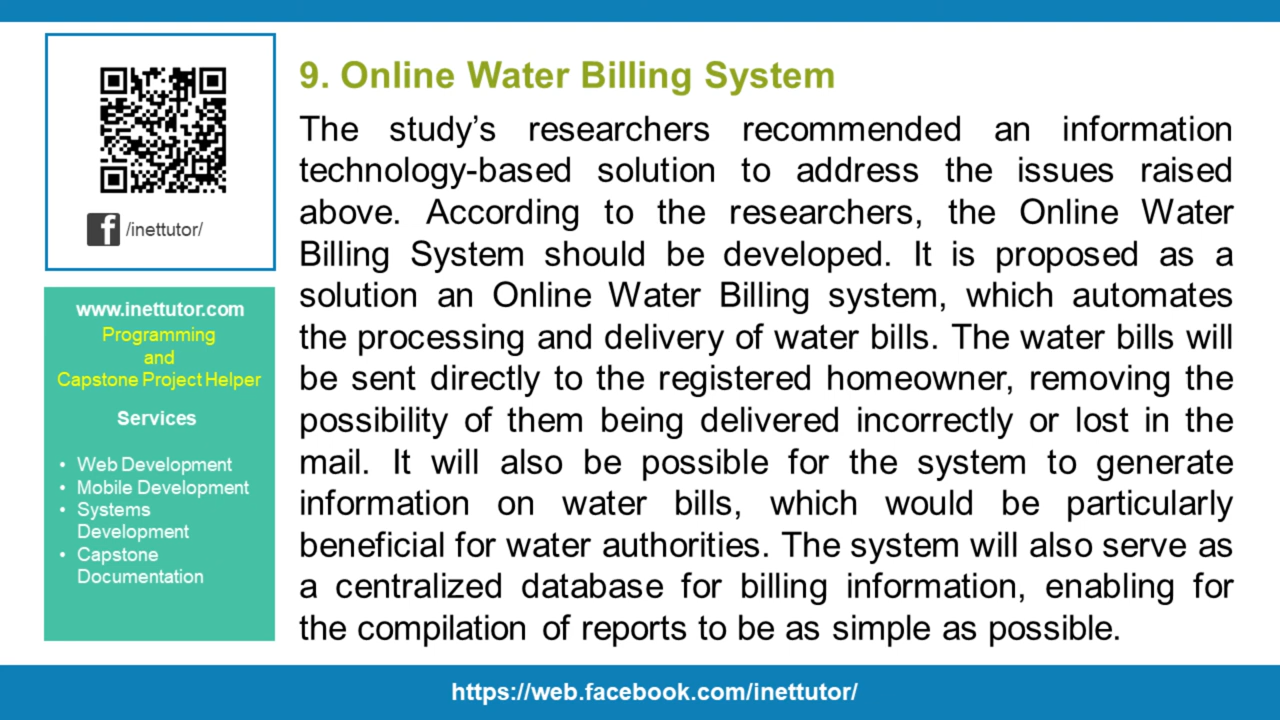 /inettutor/
www.inettutor.com
Programming
and
Capstone Project Helper
Services
• Web Development
• Mobile Development
• Systems
Development
• Capstone
Documentation
9. Online Water Billing System
The study’s researchers recommended an information
technology-based solution to address the issues raised
above. According to the researchers, the Online Water
Billing System should be developed. It is proposed as a
solution an Online Water Billing system, which automates
the processing and delivery of water bills. The water bills will
be sent directly to the registered homeowner, removing the
possibility of them being delivered incorrectly or lost in the
mail. It will also be possible for the system to generate
information on water bills, which would be particularly
beneficial for water authorities. The system will also serve as
a centralized database for billing information, enabling for
the compilation of reports to be as simple as possible.
https://web.facebook.com/inettutor/